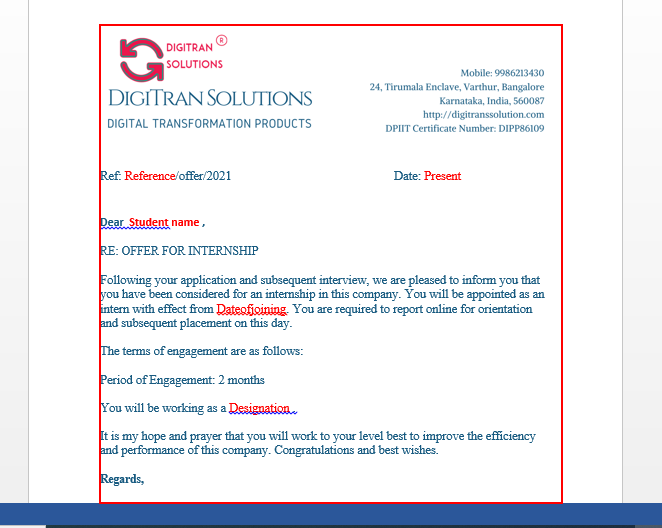 DIGITRAN ®
SOLUTIONS
DIGITRAN SOLUTIONS
DIGITAL TRANSFORMATION PRODUCTS
Mobile: 9986213430
24, Tirumala Enclave, Varthur, Bangalore
Karnataka, India, 560087
http://digitranssolution.com
DPIIT Certificate Number: DIPP86109
Ref: Reference/offer/2021 Date: Present
Dear Student name ,
RE: OFFER FOR INTERNSHIP
Following your application and subsequent interview, we are pleased to inform you that
you have been considered for an internship in this company. You will be appointed as an
intern with effect from Dateofjoining. You are required to report online for orientation
and subsequent placement on this day.
The terms of engagement are as follows:
Period of Engagement: 2 months
You will be working as a Designation .
It is my hope and prayer that you will work to your level best to improve the efficiency
and performance of this company. Congratulations and best wishes.
Regards,